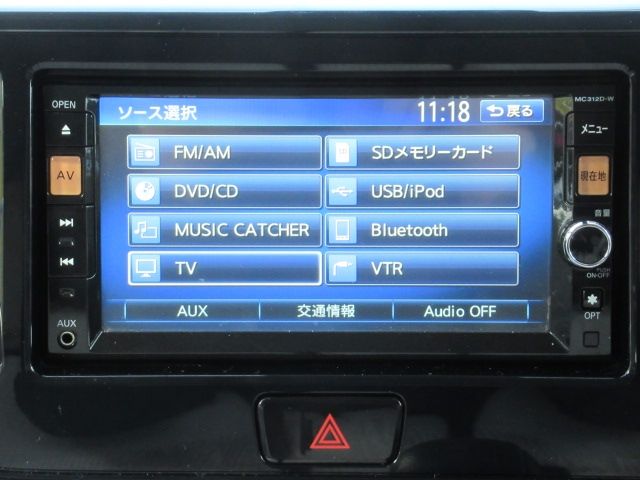 OPEN
MC312D-W
ソース選択
11:18
戻る
メニュー
AV
FM/AM
SDメモリーカード
現在地
DVD/CD
USB/iPod
音量
MUSIC CATCHER
Bluetooth
TV
VTR
PUSH
ON-OFF
AUX
交通情報
Audio OFF
AUX
OPT